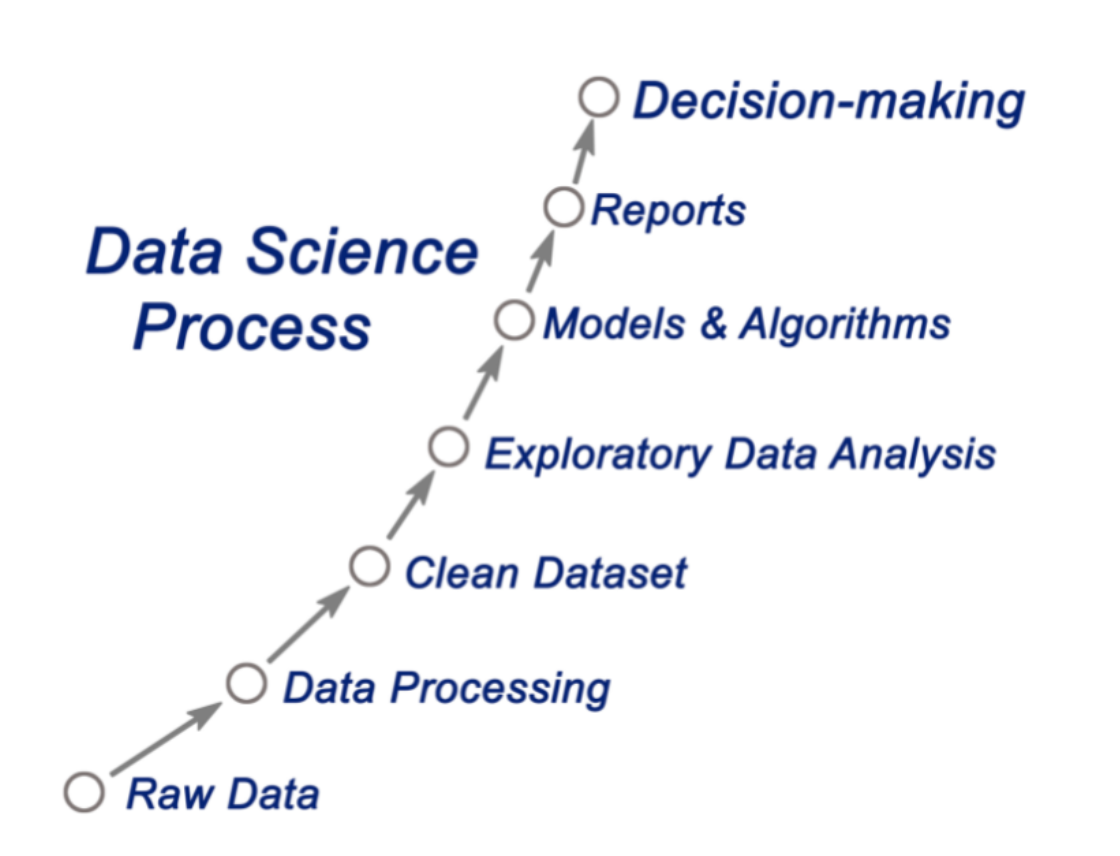 Decision-making
Reports
Data Science
Process
Models & Algorithms
Exploratory Data Analysis
Clean Dataset
Data Processing
Raw Data